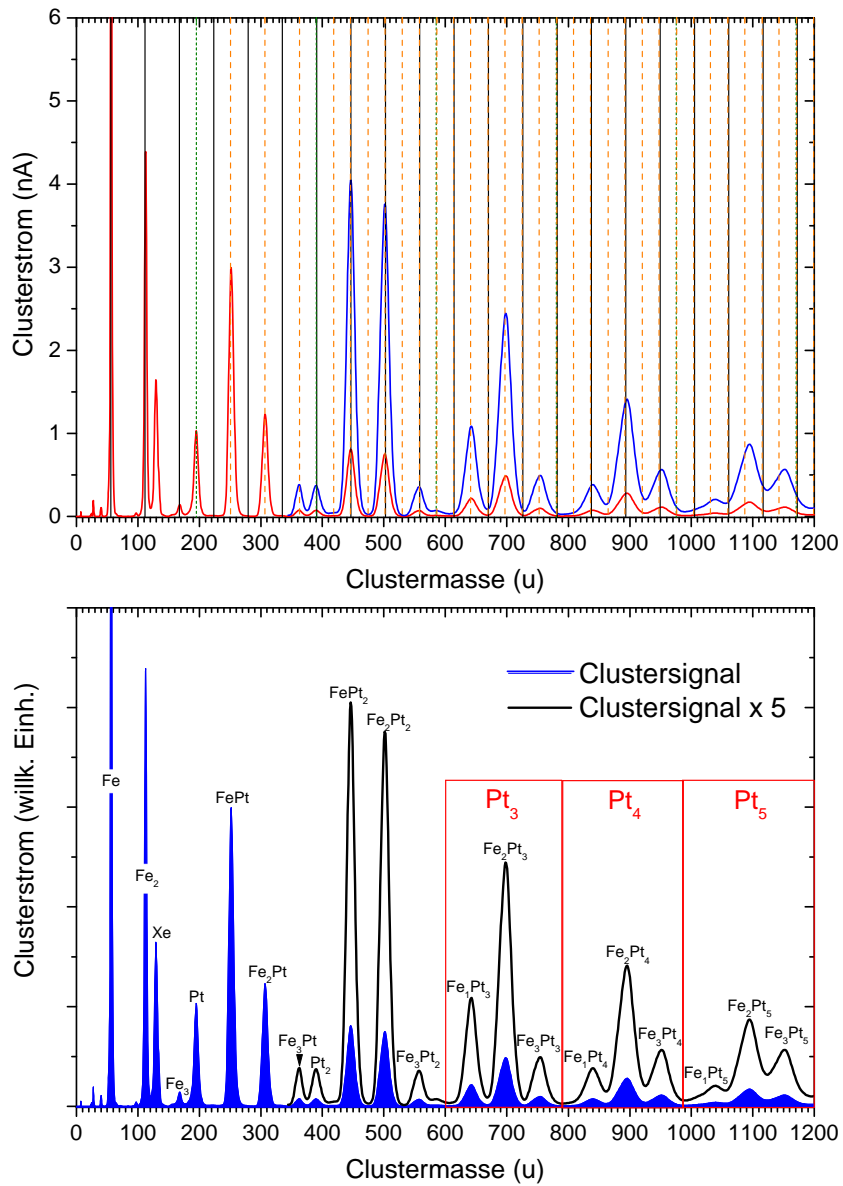 6
5
4
3
2
1
0
Clusterstrom (nA)
0 100 200 300 400 500 600 700 800 900 1000 1100 1200
Clustermasse (u)
Clusterstrom (willk. Einh.)
Clustersignal
Clustersignal x 5
FePt₂
Fe₂Pt₂
Fe
FePt
Pt₃
Pt₄
Pt₅
Fe₂Pt₃
Fe₂
Xe
Fe₂Pt
Fe₂Pt₄
Pt
Fe₁Pt₃
Fe₂Pt₅
Fe₃Pt
Pt₂
Fe₃Pt₂
Fe₃Pt₃
Fe₁Pt₄
Fe₃Pt₄
Fe₃Pt₅
Fe₃
Fe₁Pt₅
0 100 200 300 400 500 600 700 800 900 1000 1100 1200
Clustermasse (u)